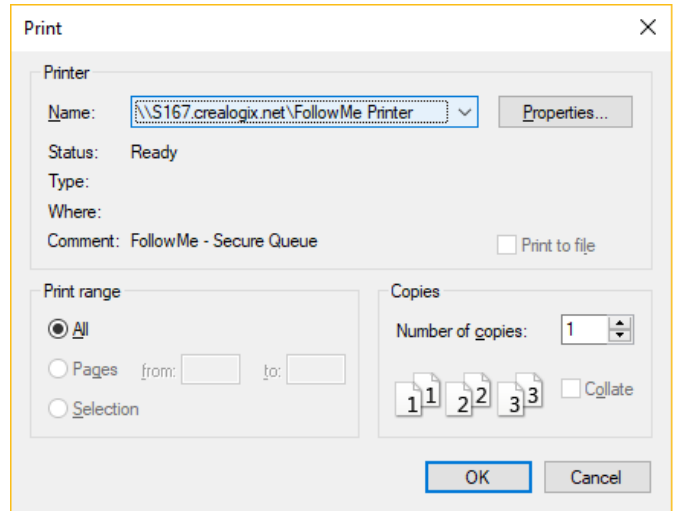 Print
Printer
Name: \\S167.crealogix.net\FollowMe Printer Properties...
Status: Ready
Type:
Where:
Comment: FollowMe - Secure Queue Print to file
Print range
All
Pages from: to:
Selection
Copies
Number of copies: 1
1 1 2 2 3 3 Collate
OK Cancel